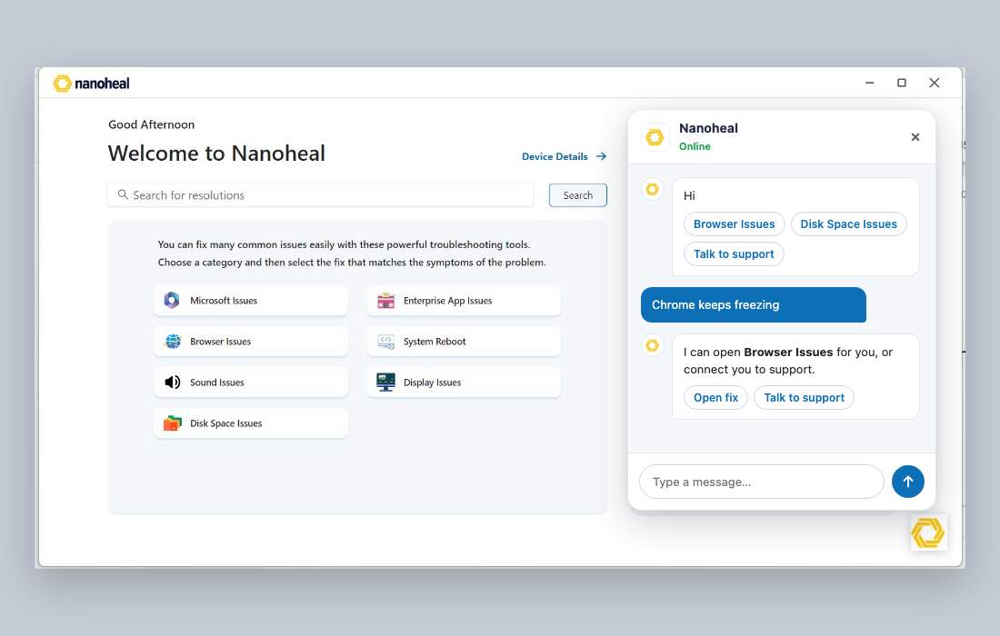 nanoheal
Good Afternoon
Welcome to Nanoheal
Device Details
Search for resolutions
Search
You can fix many common issues easily with these powerful troubleshooting tools.
Choose a category and then select the fix that matches the symptoms of the problem.
Microsoft Issues
Enterprise App Issues
Browser Issues
System Reboot
Sound Issues
Display Issues
Disk Space Issues
Nanoheal
Online
Hi
Browser Issues
Disk Space Issues
Talk to support
Chrome keeps freezing
I can open Browser Issues for you, or
connect you to support.
Open fix
Talk to support
Type a message...